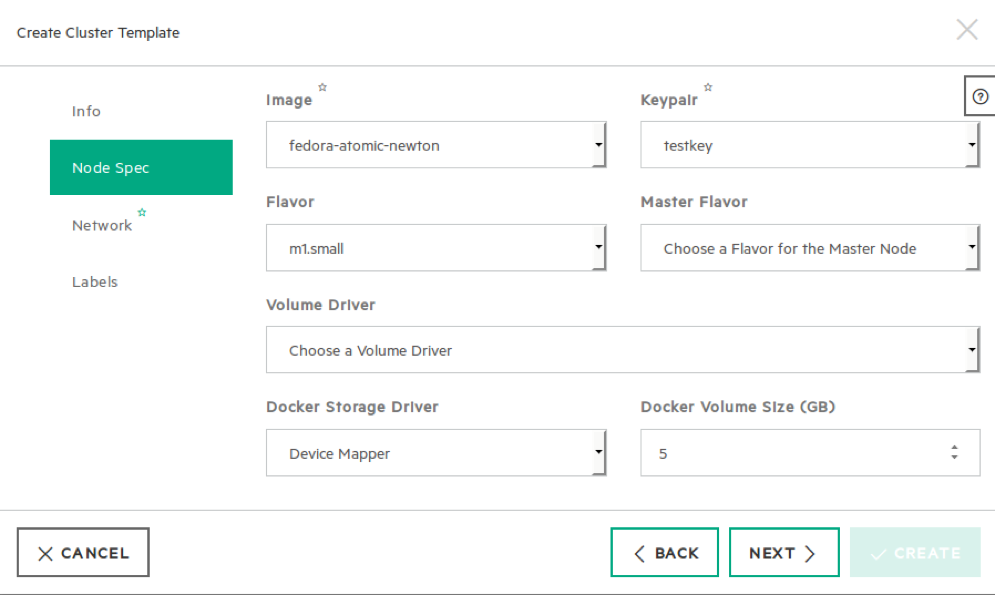 Create Cluster Template
Info
Node Spec
Network
Labels
Image
Keypair
fedora-atomic-newton
testkey
Flavor
Master Flavor
m1.small
Choose a Flavor for the Master Node
Volume Driver
Choose a Volume Driver
Docker Storage Driver
Docker Volume Size (GB)
Device Mapper
5
CANCEL
BACK
NEXT
CREATE